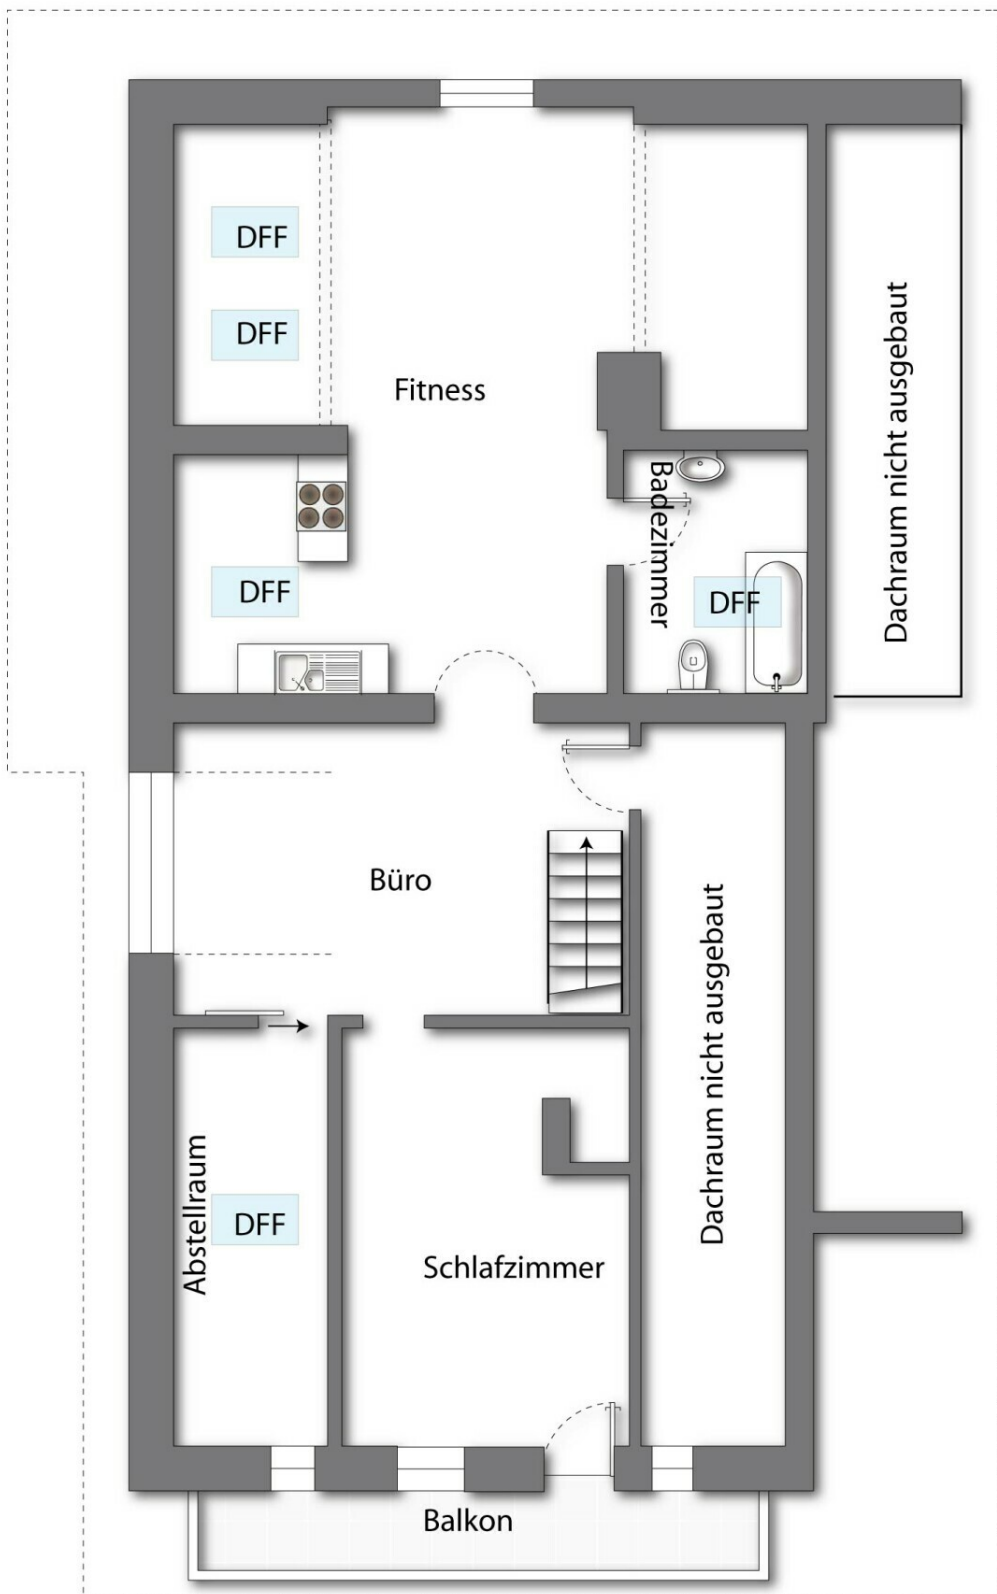 DFF
DFF
Dachraum nicht ausgebaut
Fitness
Badezimmer
DFF
DFF
Büro
Dachraum nicht ausgebaut
Abstellraum
DFF
Schlafzimmer
Balkon